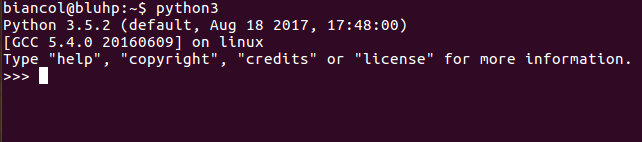 biancol@bluhp:~$ python3
Python 3.5.2 (default, Aug 18 2017, 17:48:00)
[GCC 5.4.0 20160609] on linux
Type "help", "copyright", "credits" or "license" for more information.
>>>